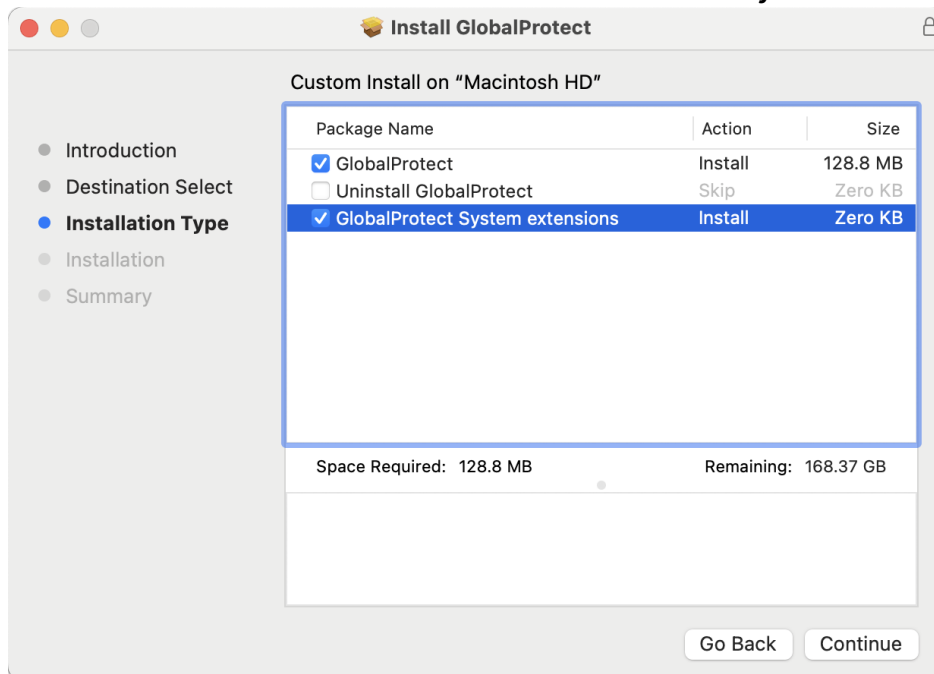 Install GlobalProtect
Custom Install on “Macintosh HD”
Introduction
Destination Select
Installation Type
Installation
Summary
Package Name Action Size
GlobalProtect Install 128.8 MB
Uninstall GlobalProtect Skip Zero KB
GlobalProtect System extensions Install Zero KB
Space Required: 128.8 MB Remaining: 168.37 GB
Go Back Continue